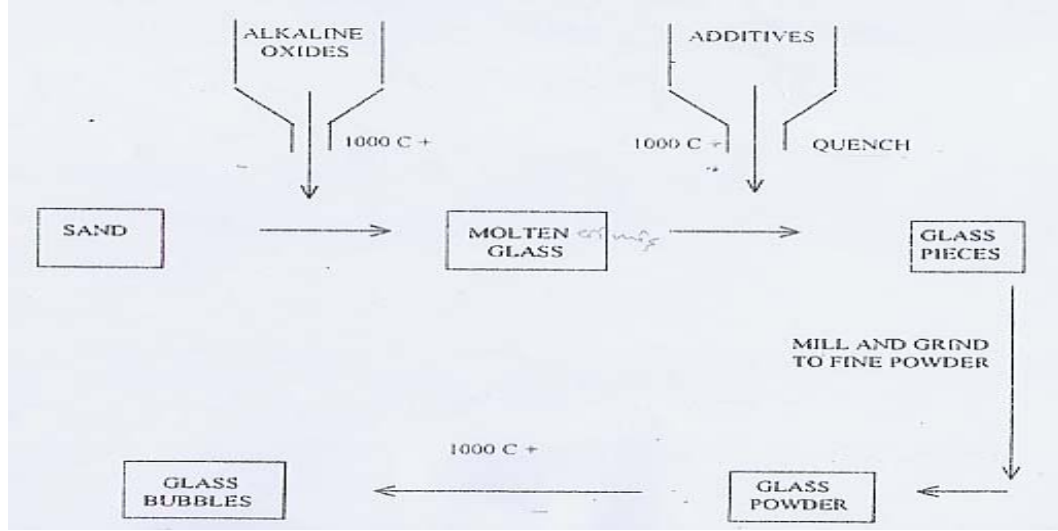 ALKALINE
OXIDES
ADDITIVES
1000 C +
1000 C +
QUENCH
SAND
MOLTEN
GLASS
GLASS
PIECES
MILL AND GRIND
TO FINE POWDER
1000 C +
GLASS
BUBBLES
GLASS
POWDER